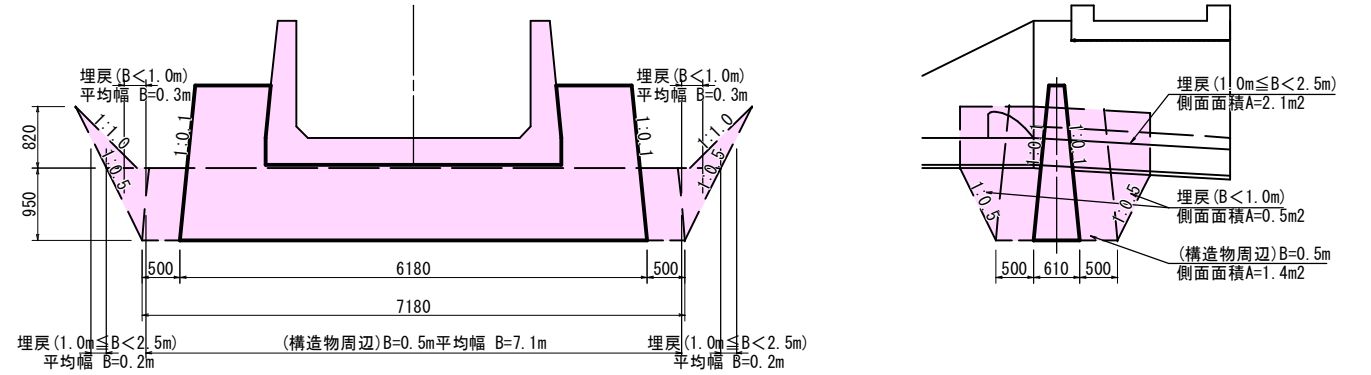 埋戻(B<1.0m)
平均幅 B=0.3m
埋戻(B<1.0m)
平均幅 B=0.3m
820
950
1:1.0
1:0.5
1:0.1
1:0.1
1:1.0
1:0.5
500
6180
500
7180
埋戻(1.0m≦B<2.5m)
平均幅 B=0.2m
(構造物周辺)B=0.5m平均幅 B=7.1m
埋戻(1.0m≦B<2.5m)
平均幅 B=0.2m
埋戻(1.0m≦B<2.5m)
側面面積A=2.1m2
1:0.1
1:0.1
1:0.5
1:0.5
埋戻(B<1.0m)
側面面積A=0.5m2
(構造物周辺)B=0.5m
側面面積A=1.4m2
500
610
500